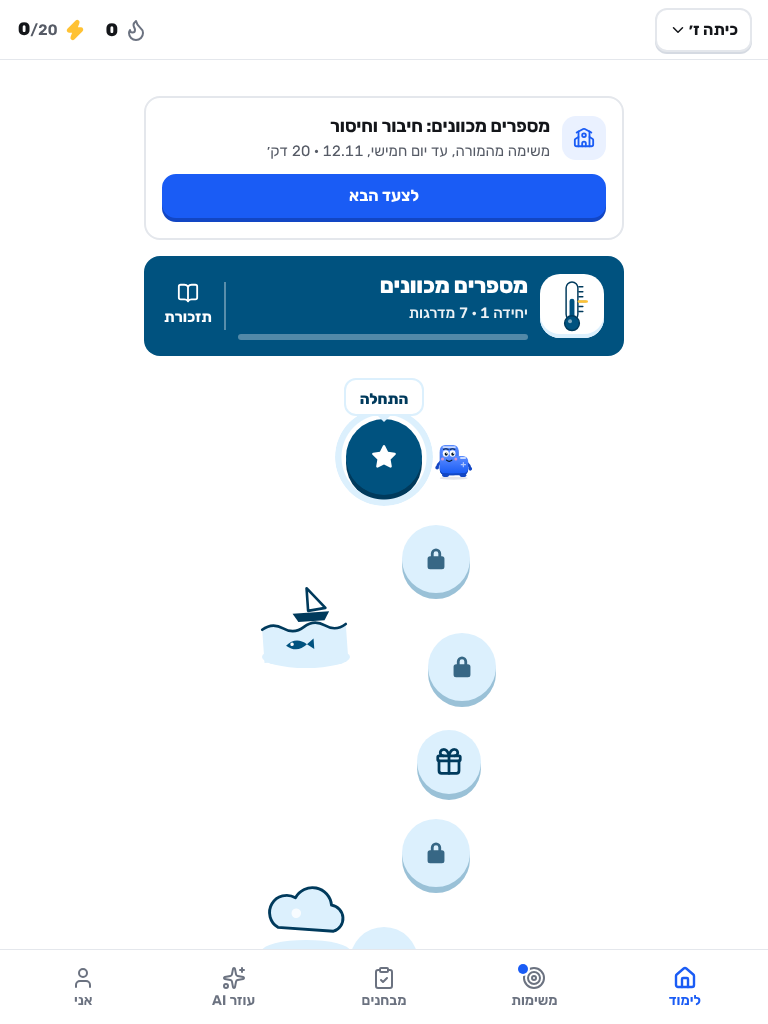 כיתה ז׳
0
0/20
מספרים מכוונים: חיבור וחיסור
משימה מהמורה, עד יום חמישי, 12.11 • 20 דק׳
לצעד הבא
מספרים מכוונים
יחידה 1 • 7 מדרגות
תזכורת
התחלה
לימוד
משימות
מבחנים
עוזר AI
אני